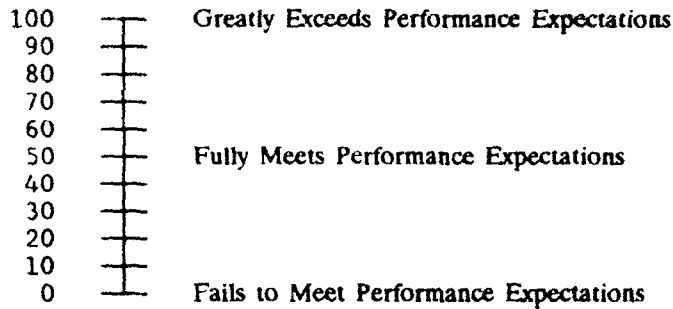 100 Greatly Exceeds Performance Expectations
90
80
70
60
50 Fully Meets Performance Expectations
40
30
20
10
0 Fails to Meet Performance Expectations